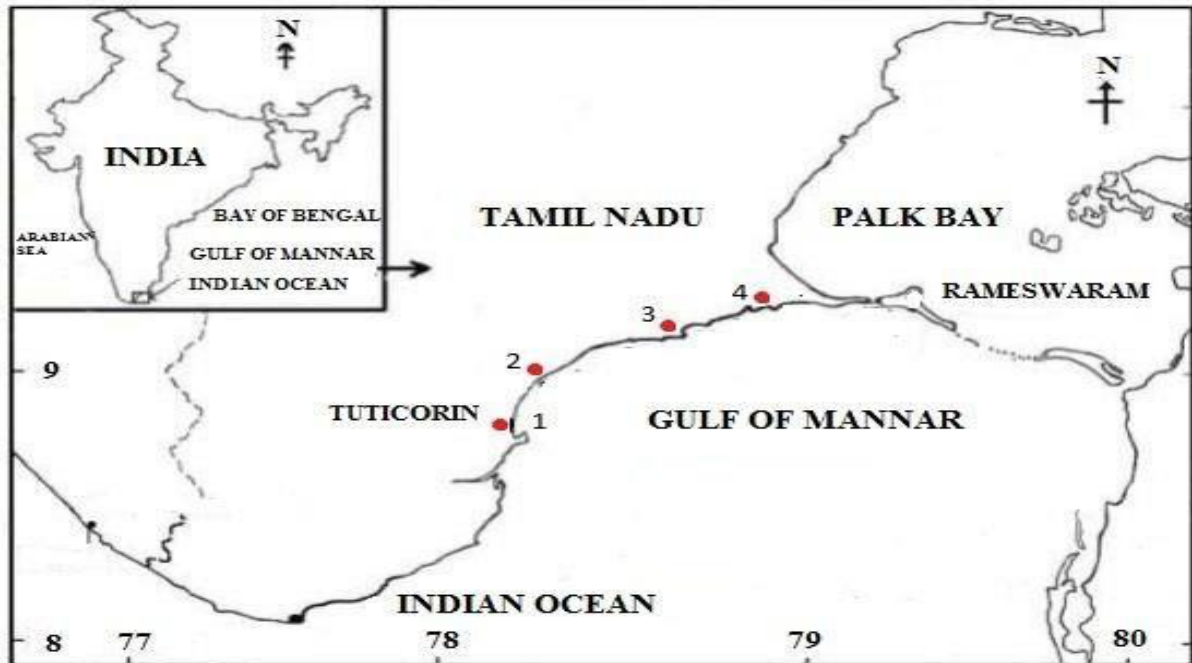 N
INDIA
BAY OF BENGAL
ARABIAN
SEA
GULF OF MANNAR
INDIAN OCEAN
N
TAMIL NADU
PALK BAY
RAMESWARAM
4
3
2
9
TUTICORIN
1
GULF OF MANNAR
INDIAN OCEAN
8
77
78
79
80